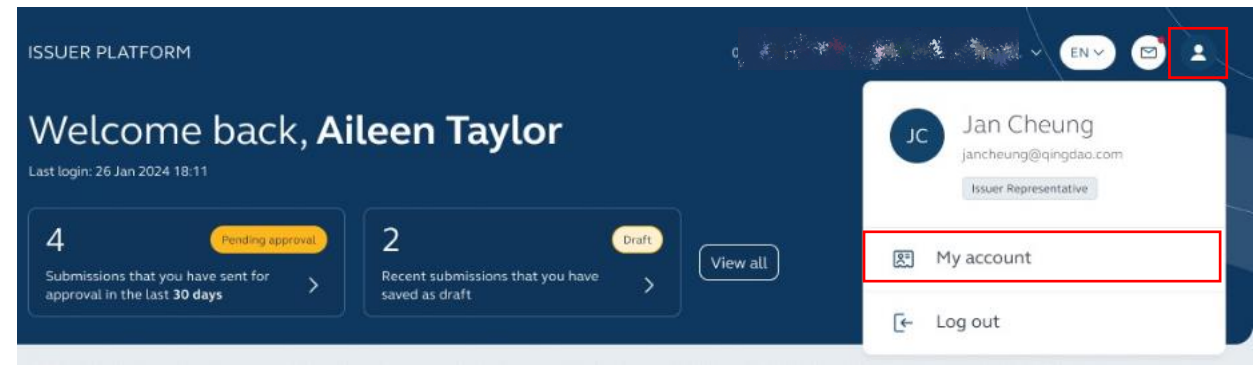 ISSUER PLATFORM
EN
Welcome back, Aileen Taylor
Last login: 26 Jan 2024 18:11
4
Pending approval
Submissions that you have sent for
approval in the last 30 days
2
Draft
Recent submissions that you have
saved as draft
View all
JC
Jan Cheung
jancheung@qingdao.com
Issuer Representative
My account
Log out